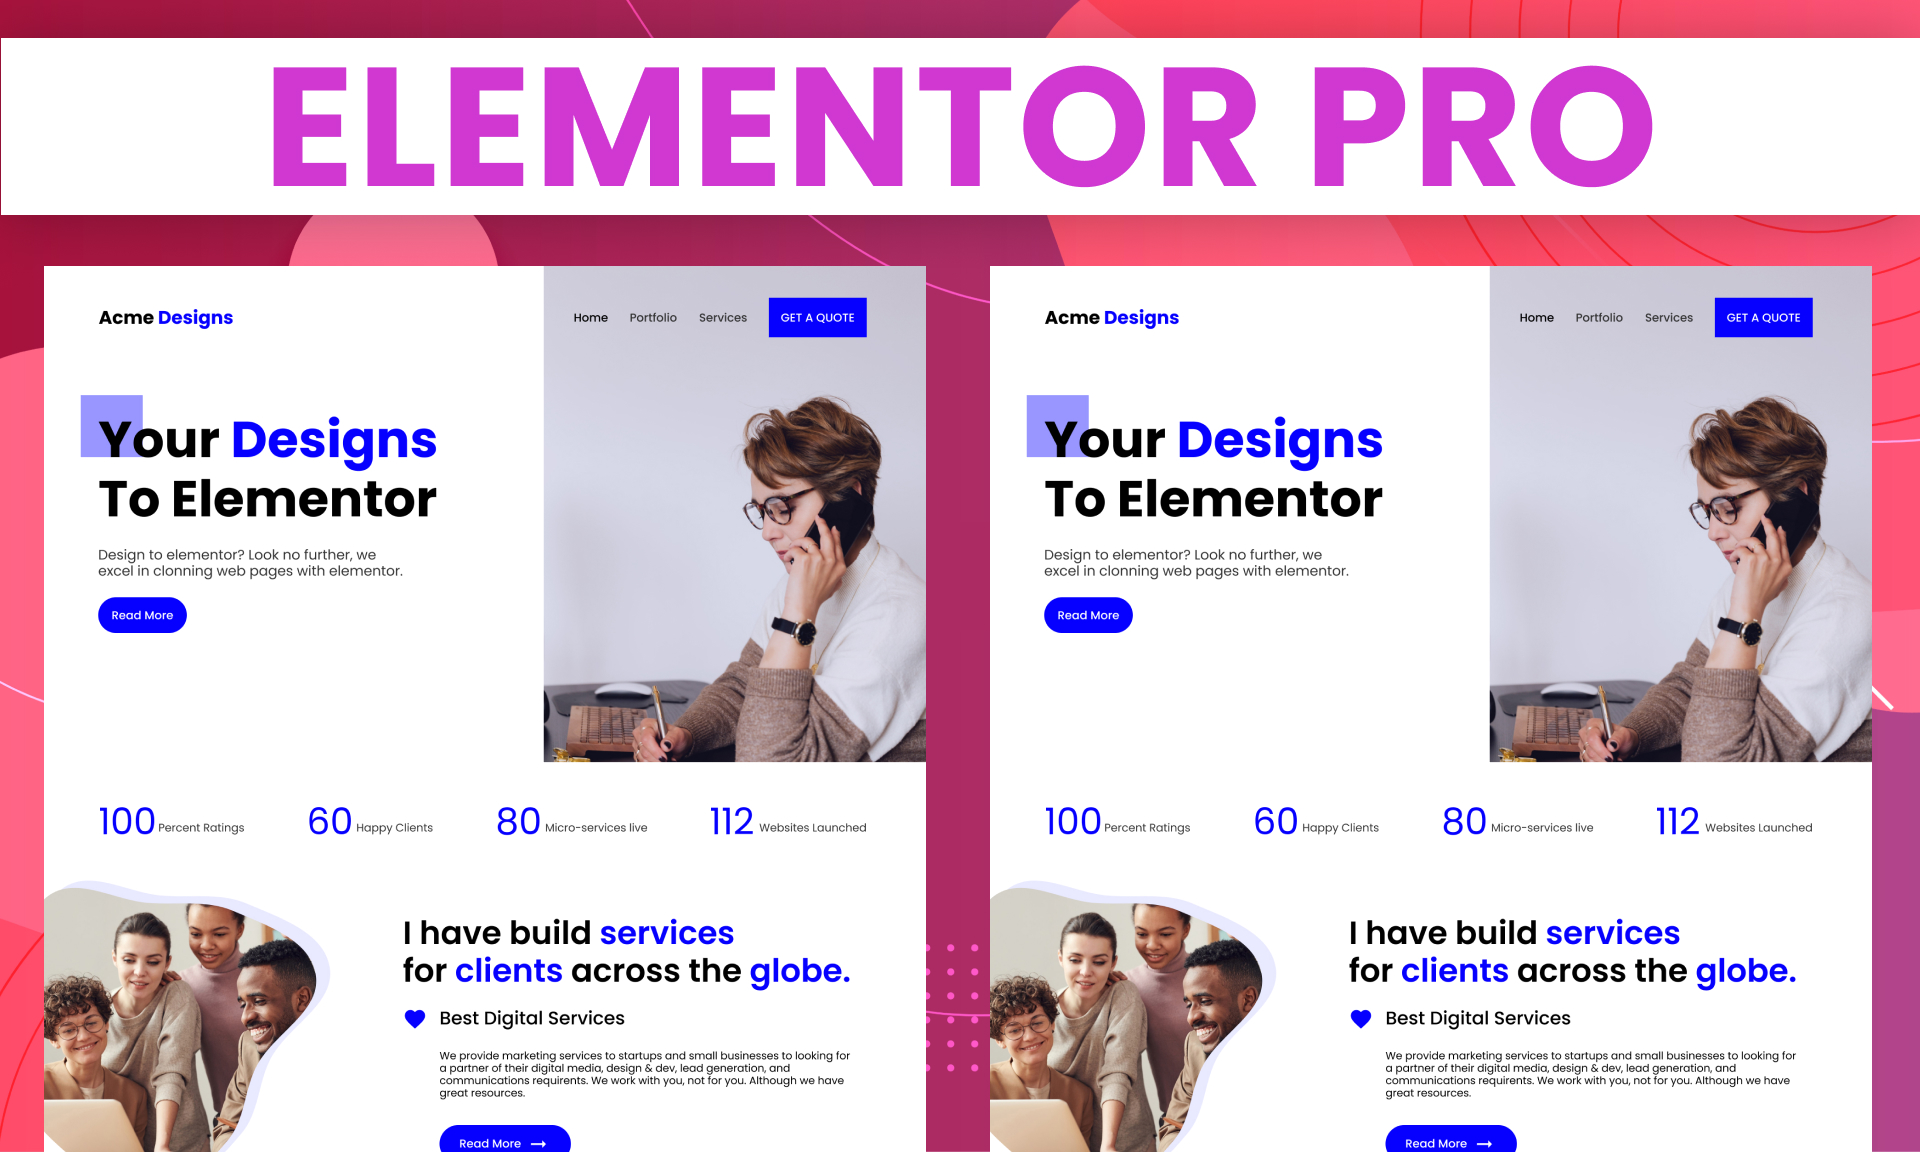 ELEMENTOR PRO
Acme Designs
Home Portfolio Services GET A QUOTE
Your Designs
To Elementor
Design to elementor? Look no further, we
excel in clonning web pages with elementor.
Read More
100 Percent Ratings
60 Happy Clients
80 Micro-services live
112 Websites Launched
I have build services
for clients across the globe.
Best Digital Services
We provide marketing services to startups and small businesses to looking for
a partner of their digital media, design & dev, lead generation, and
communications requirents. We work with you, not for you. Although we have
great resources.
Read More
Acme Designs
Home Portfolio Services GET A QUOTE
Your Designs
To Elementor
Design to elementor? Look no further, we
excel in clonning web pages with elementor.
Read More
100 Percent Ratings
60 Happy Clients
80 Micro-services live
112 Websites Launched
I have build services
for clients across the globe.
Best Digital Services
We provide marketing services to startups and small businesses to looking for
a partner of their digital media, design & dev, lead generation, and
communications requirents. We work with you, not for you. Although we have
great resources.
Read More